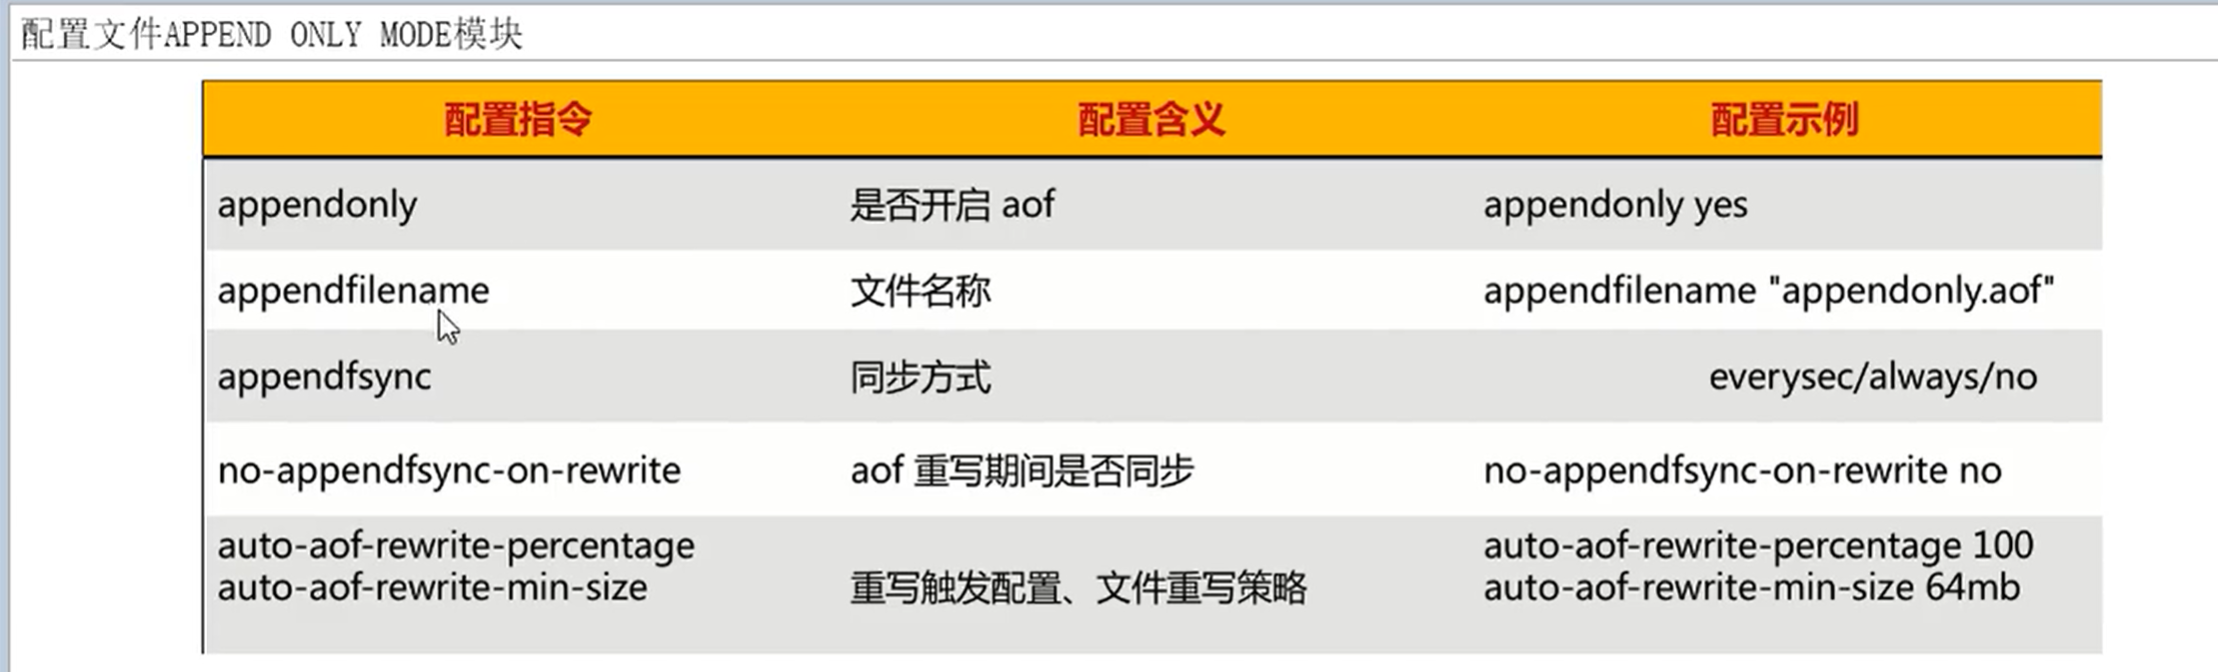 配置文件APPEND ONLY MODE模块
配置指令 配置含义 配置示例
appendonly 是否开启 aof appendonly yes
appendfilename 文件名称 appendfilename "appendonly.aof"
appendfsync 同步方式 everysec/always/no
no-appendfsync-on-rewrite aof 重写期间是否同步 no-appendfsync-on-rewrite no
auto-aof-rewrite-percentage auto-aof-rewrite-percentage 100
auto-aof-rewrite-min-size 重写触发配置、文件重写策略 auto-aof-rewrite-min-size 64mb